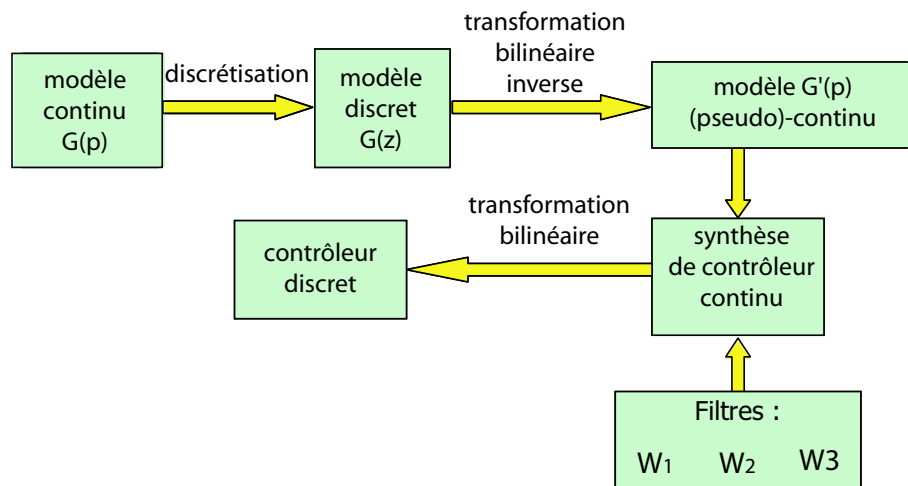 modèle
continu
G(p)
discrétisation
modèle
discret
G(z)
transformation
bilinéaire
inverse
modèle G'(p)
(pseudo)-continu
synthèse
de contrôleur
continu
transformation
bilinéaire
contrôleur
discret
Filtres :
W1 W2 W3